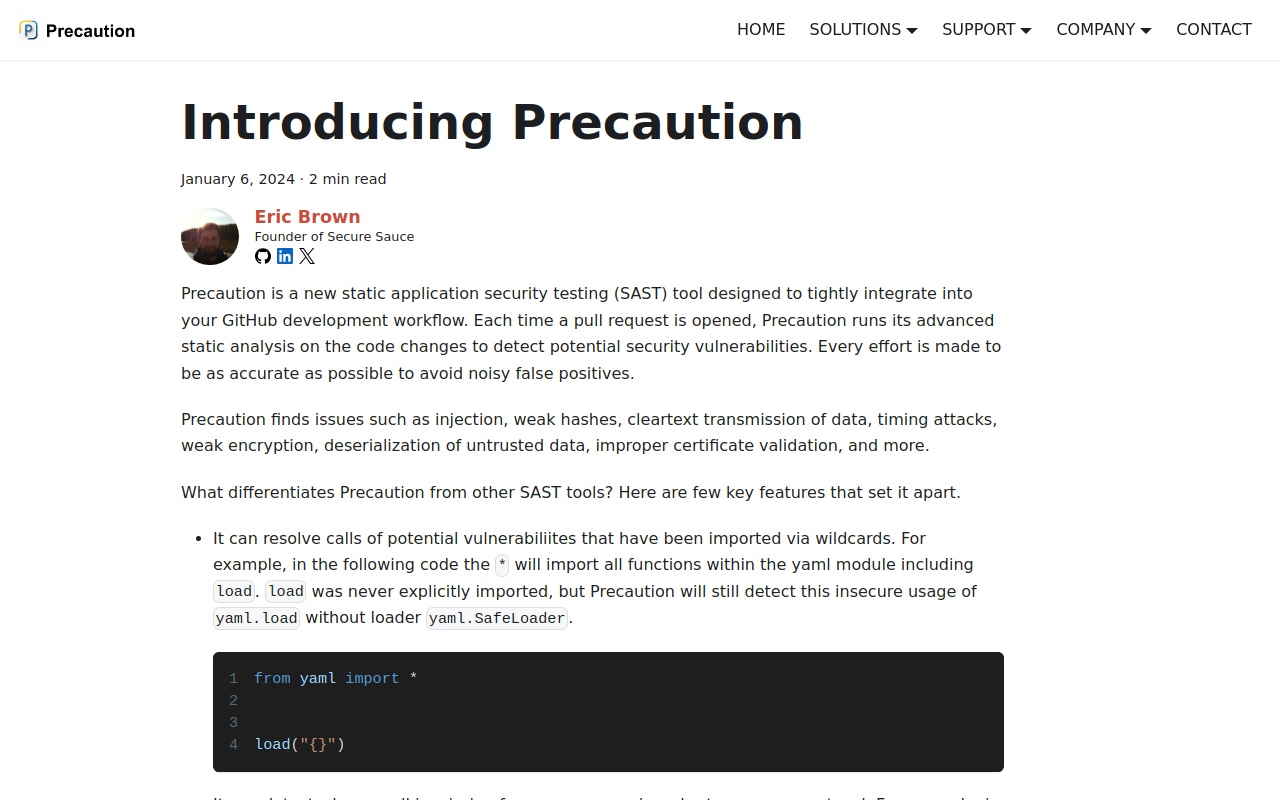 Precaution
HOME SOLUTIONS SUPPORT COMPANY CONTACT
Introducing Precaution
January 6, 2024 · 2 min read
Eric Brown
Founder of Secure Sauce
Precaution is a new static application security testing (SAST) tool designed to tightly integrate into
your GitHub development workflow. Each time a pull request is opened, Precaution runs its advanced
static analysis on the code changes to detect potential security vulnerabilities. Every effort is made to
be as accurate as possible to avoid noisy false positives.
Precaution finds issues such as injection, weak hashes, cleartext transmission of data, timing attacks,
weak encryption, deserialization of untrusted data, improper certificate validation, and more.
What differentiates Precaution from other SAST tools? Here are few key features that set it apart.
• It can resolve calls of potential vulnerabiliites that have been imported via wildcards. For
example, in the following code the * will import all functions within the yaml module including
load. load was never explicitly imported, but Precaution will still detect this insecure usage of
yaml.load without loader yaml.SafeLoader.
1 from yaml import *
2
3
4 load("{}")